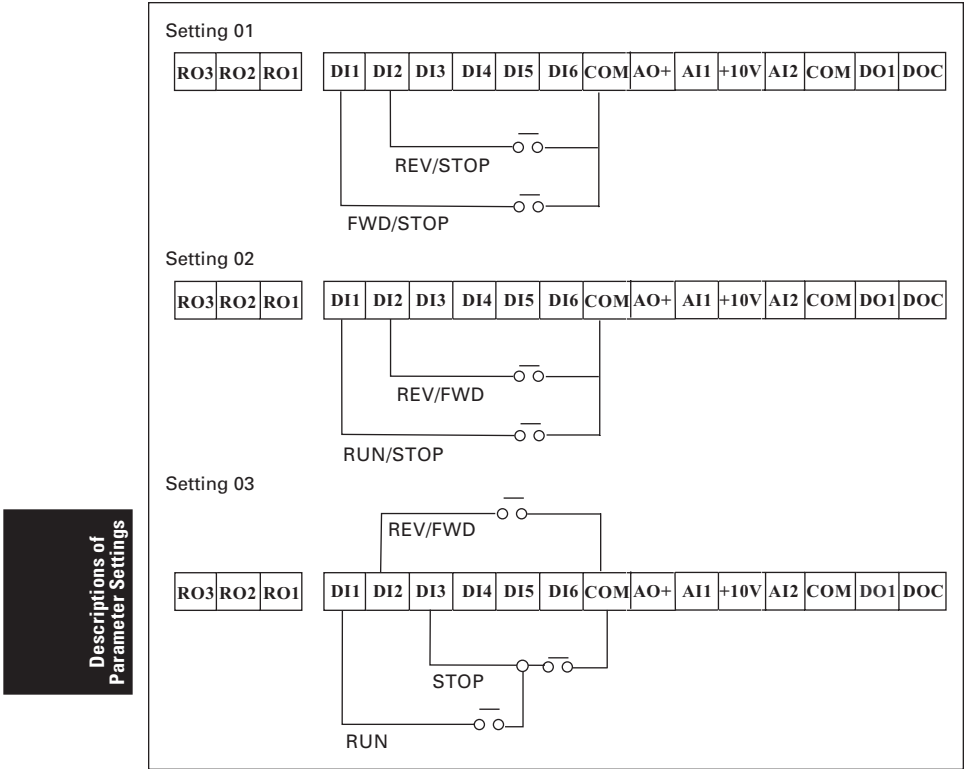 Setting 01
RO3 RO2 RO1 DI1 DI2 DI3 DI4 DI5 DI6 COM AO+ AI1 +10V AI2 COM DO1 DOC
REV/STOP
FWD/STOP
Setting 02
RO3 RO2 RO1 DI1 DI2 DI3 DI4 DI5 DI6 COM AO+ AI1 +10V AI2 COM DO1 DOC
REV/FWD
RUN/STOP
Setting 03
REV/FWD
RO3 RO2 RO1 DI1 DI2 DI3 DI4 DI5 DI6 COM AO+ AI1 +10V AI2 COM DO1 DOC
STOP
RUN
Descriptions of
Parameter Settings